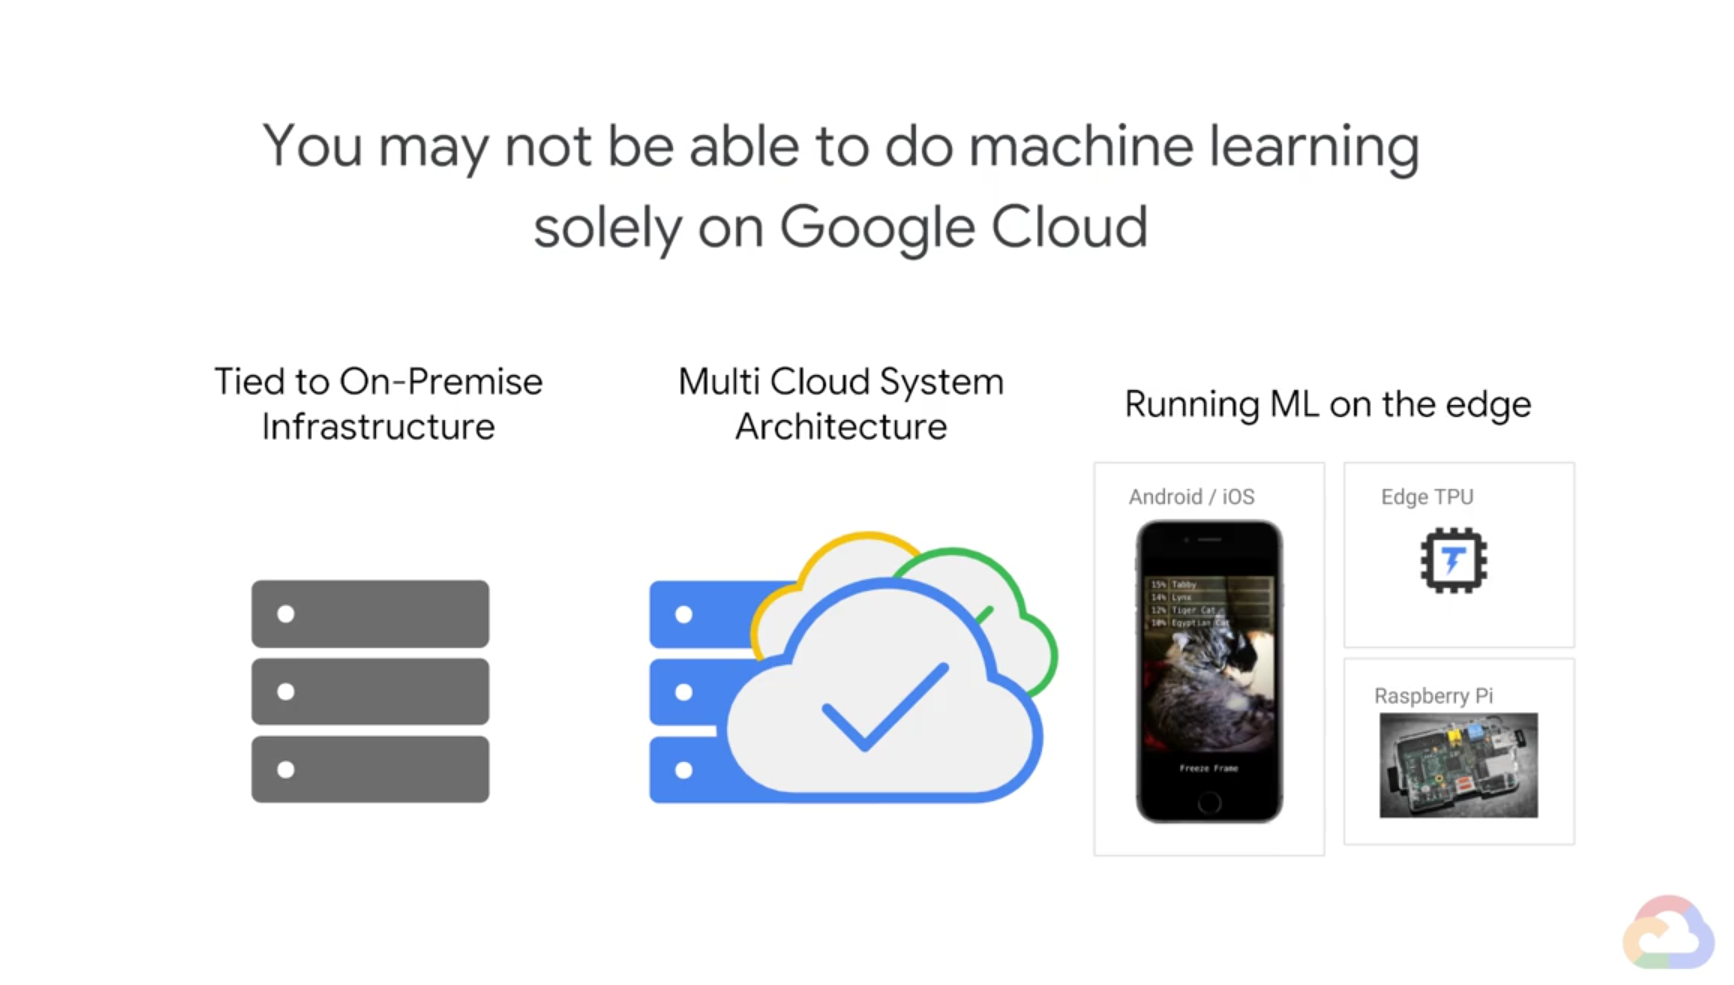 You may not be able to do machine learning
solely on Google Cloud
Tied to On-Premise
Infrastructure
Multi Cloud System
Architecture
Running ML on the edge
Android / iOS
15% Tabby
14% Lynx
12% Tiger Cat
10% Egyptian Cat
Freeze Frame
Edge TPU
Raspberry Pi